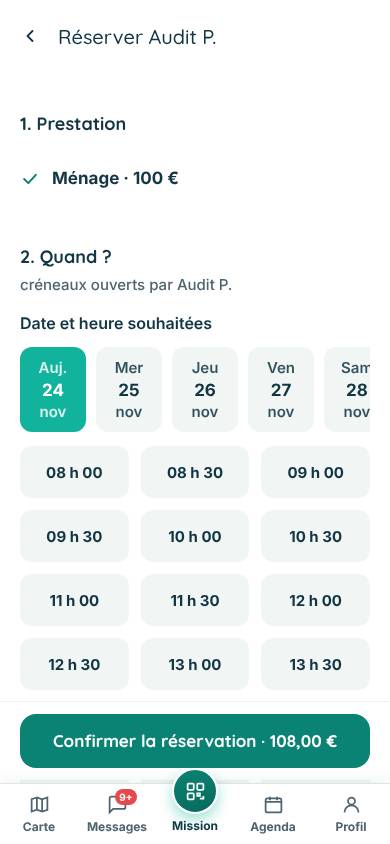 Réserver Audit P.
1. Prestation
Ménage · 100 €
2. Quand ?
créneaux ouverts par Audit P.
Date et heure souhaitées
Auj. Mer Jeu Ven Sam
24 25 26 27 28
nov nov nov nov nov
08 h 00 08 h 30 09 h 00
09 h 30 10 h 00 10 h 30
11 h 00 11 h 30 12 h 00
12 h 30 13 h 00 13 h 30
Confirmer la réservation · 108,00 €
9+
Carte Messages Mission Agenda Profil